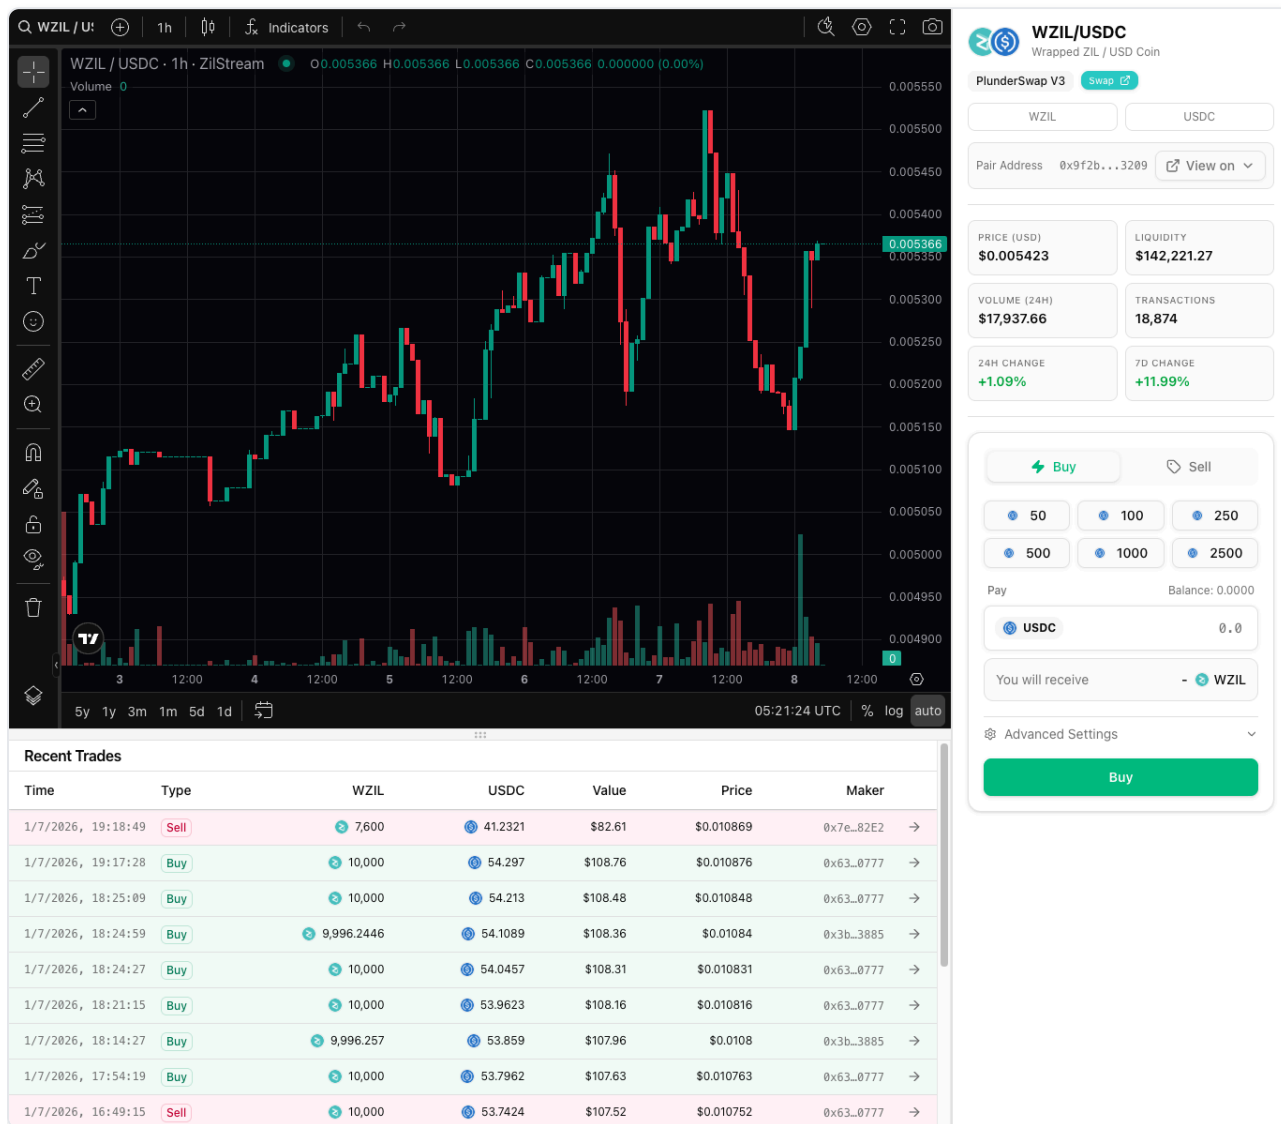 WZIL / U
1h
Indicators
WZIL / USDC · 1h · ZilStream O0.005366 H0.005366 L0.005366 C0.005366 0.000000 (0.00%)
Volume 0
0.005550
0.005500
0.005450
0.005400
0.005366
0.005350
0.005300
0.005250
0.005200
0.005150
0.005100
0.005050
0.005000
0.004950
0.004900
0
3 12:00 4 12:00 5 12:00 6 12:00 7 12:00 8 12:00
5y 1y 3m 1m 5d 1d 05:21:24 UTC % log auto
Recent Trades
Time Type WZIL USDC Value Price Maker
1/7/2026, 19:18:49 Sell 7,600 41.2321 $82.61 $0.010869 0x7e…82E2
1/7/2026, 19:17:28 Buy 10,000 54.297 $108.76 $0.010876 0x63…0777
1/7/2026, 18:25:09 Buy 10,000 54.213 $108.48 $0.010848 0x63…0777
1/7/2026, 18:24:59 Buy 9,996.2446 54.1089 $108.36 $0.01084 0x3b…3885
1/7/2026, 18:24:27 Buy 10,000 54.0457 $108.31 $0.010831 0x63…0777
1/7/2026, 18:21:15 Buy 10,000 53.9623 $108.16 $0.010816 0x63…0777
1/7/2026, 18:14:27 Buy 9,996.257 53.859 $107.96 $0.0108 0x3b…3885
1/7/2026, 17:54:19 Buy 10,000 53.7962 $107.63 $0.010763 0x63…0777
1/7/2026, 16:49:15 Sell 10,000 53.7424 $107.52 $0.010752 0x63…0777
WZIL/USDC
Wrapped ZIL / USD Coin
PlunderSwap V3 Swap
WZIL USDC
Pair Address 0x9f2b...3209 View on
PRICE (USD)
$0.005423
LIQUIDITY
$142,221.27
VOLUME (24H)
$17,937.66
TRANSACTIONS
18,874
24H CHANGE
+1.09%
7D CHANGE
+11.99%
Buy Sell
50 100 250
500 1000 2500
Pay Balance: 0.0000
USDC 0.0
You will receive - WZIL
Advanced Settings
Buy